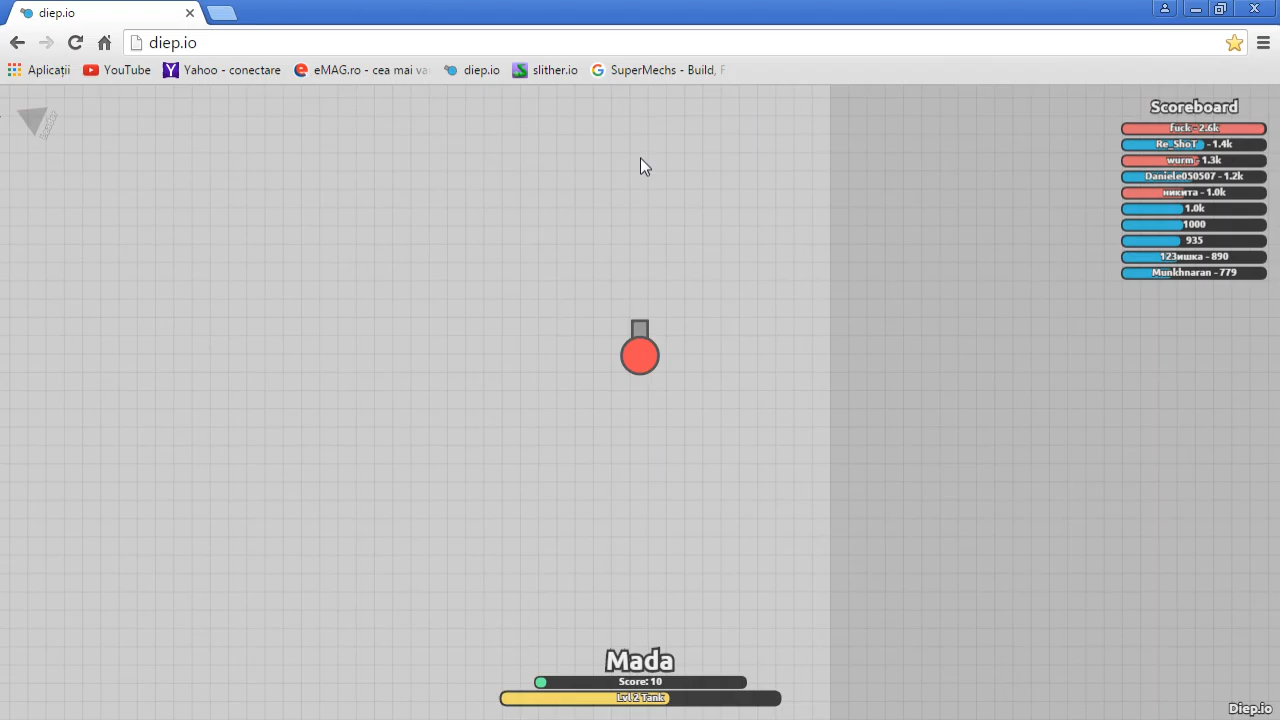 diep.io
diep.io
Aplicații YouTube Yahoo - conectare eMAG.ro - cea mai va diep.io slither.io SuperMechs - Build, F
Scoreboard
fuck - 2.6k
Re_ShoT - 1.4k
wurm - 1.3k
Daniele050507 - 1.2k
никита - 1.0k
1.0k
1000
935
123ишка - 890
Munkhnaran - 779
Mada
Score: 10
Lvl 2 Tank
Diep.io